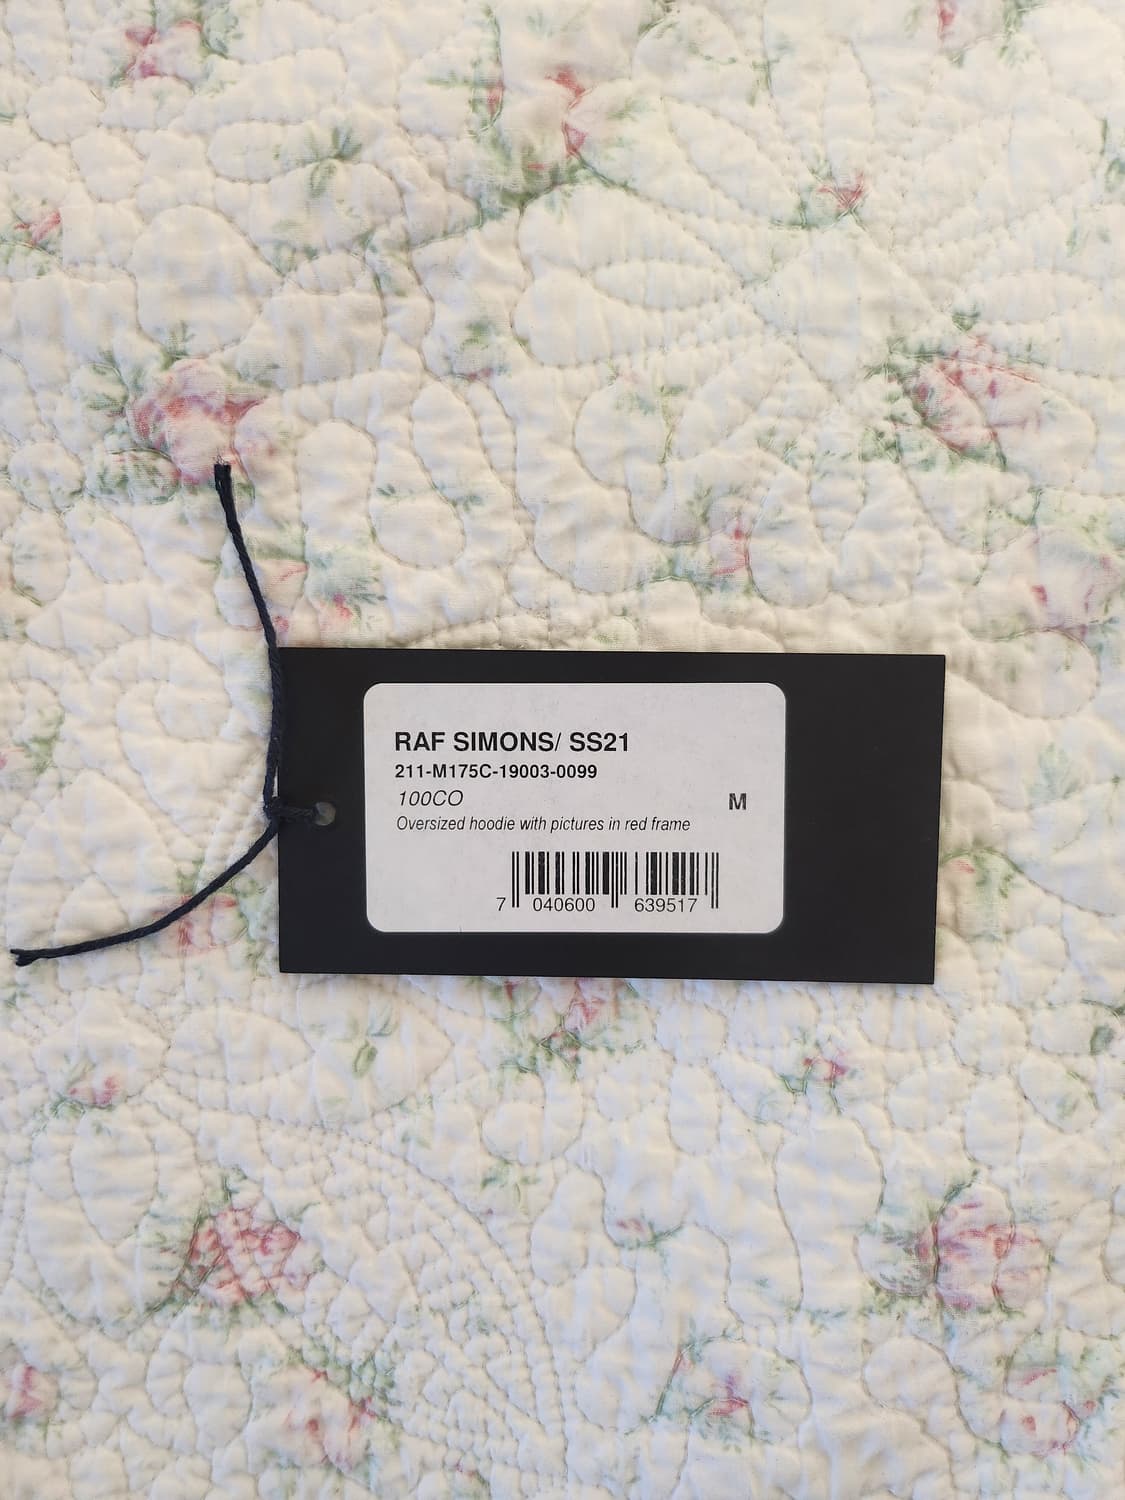 RAF SIMONS/ SS21
211-M175C-19003-0099
100CO
M
Oversized hoodie with pictures in red frame
7 040600 639517